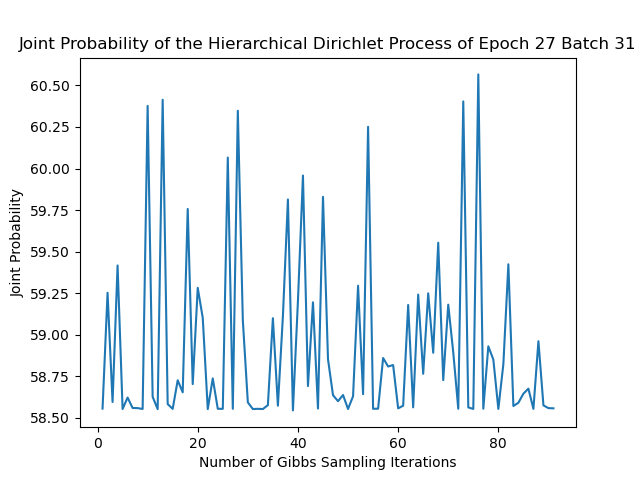 Joint Probability of the Hierarchical Dirichlet Process of Epoch 27 Batch 31
60.50
60.25
60.00
59.75
59.50
59.25
59.00
58.75
58.50
Joint Probability
0 20 40 60 80
Number of Gibbs Sampling Iterations